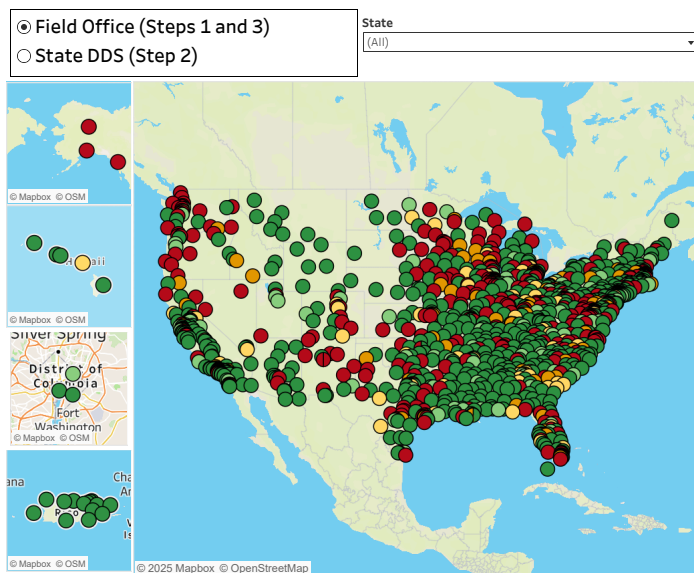 Field Office (Steps 1 and 3)
State DDS (Step 2)
State
(All)
© Mapbox © OSM
© Mapbox © OSM
Silver Spring
District of
Columbia
Fort
Washington
© Mapbox © OSM
© Mapbox © OSM
© 2025 Mapbox © OpenStreetMap